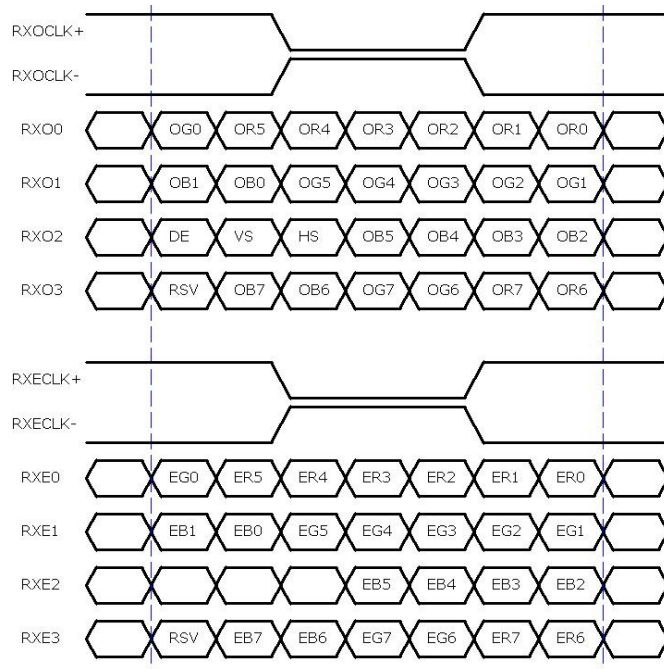 RXOCLK+
RXOCLK-
RXO0 OG0 OR5 OR4 OR3 OR2 OR1 OR0
RXO1 OB1 OB0 OG5 OG4 OG3 OG2 OG1
RXO2 DE VS HS OB5 OB4 OB3 OB2
RXO3 RSV OB7 OB6 OG7 OG6 OR7 OR6
RXECLK+
RXECLK-
RXE0 EG0 ER5 ER4 ER3 ER2 ER1 ER0
RXE1 EB1 EB0 EG5 EG4 EG3 EG2 EG1
RXE2 EB5 EB4 EB3 EB2
RXE3 RSV EB7 EB6 EG7 EG6 ER7 ER6